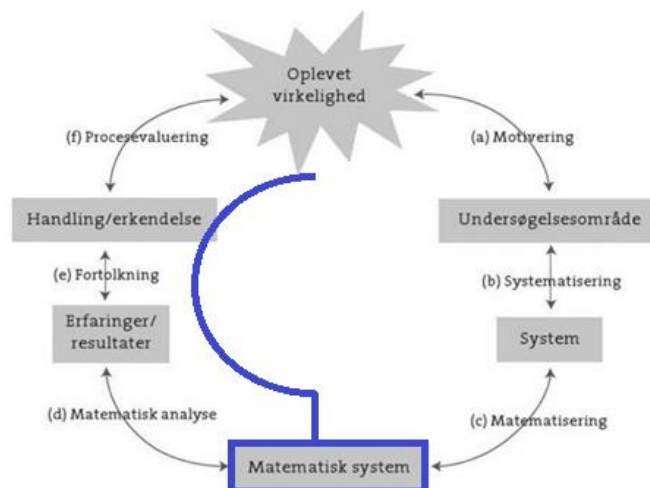 Oplevet
virkelighed
(f) Procesevaluering
(a) Motivering
Handling/erkendelse
Undersøgelsesområde
(e) Fortolkning
(b) Systematisering
Erfaringer/
resultater
System
(d) Matematisk analyse
(c) Matematisering
Matematisk system